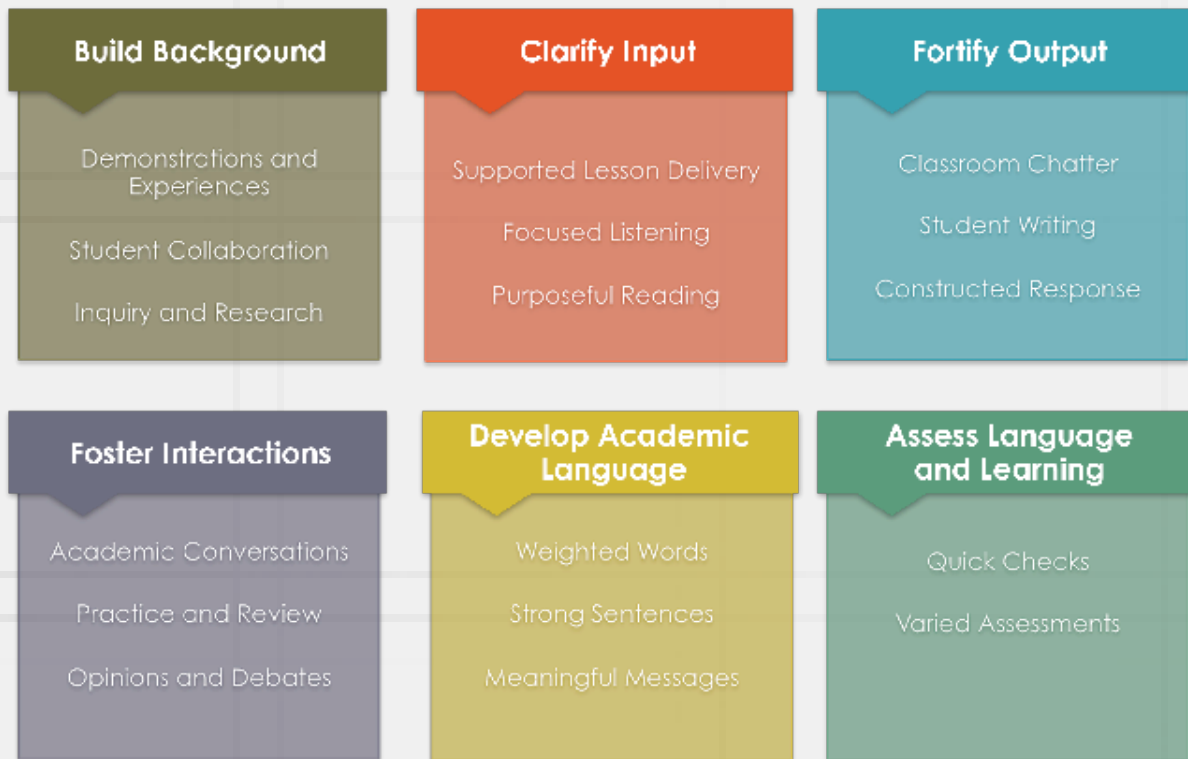 Build Background
Demonstrations and
Experiences
Student Collaboration
Inquiry and Research
Clarify Input
Supported Lesson Delivery
Focused Listening
Purposeful Reading
Fortify Output
Classroom Chatter
Student Writing
Constructed Response
Foster Interactions
Academic Conversations
Practice and Review
Opinions and Debates
Develop Academic
Language
Weighted Words
Strong Sentences
Meaningful Messages
Assess Language
and Learning
Quick Checks
Varied Assessments